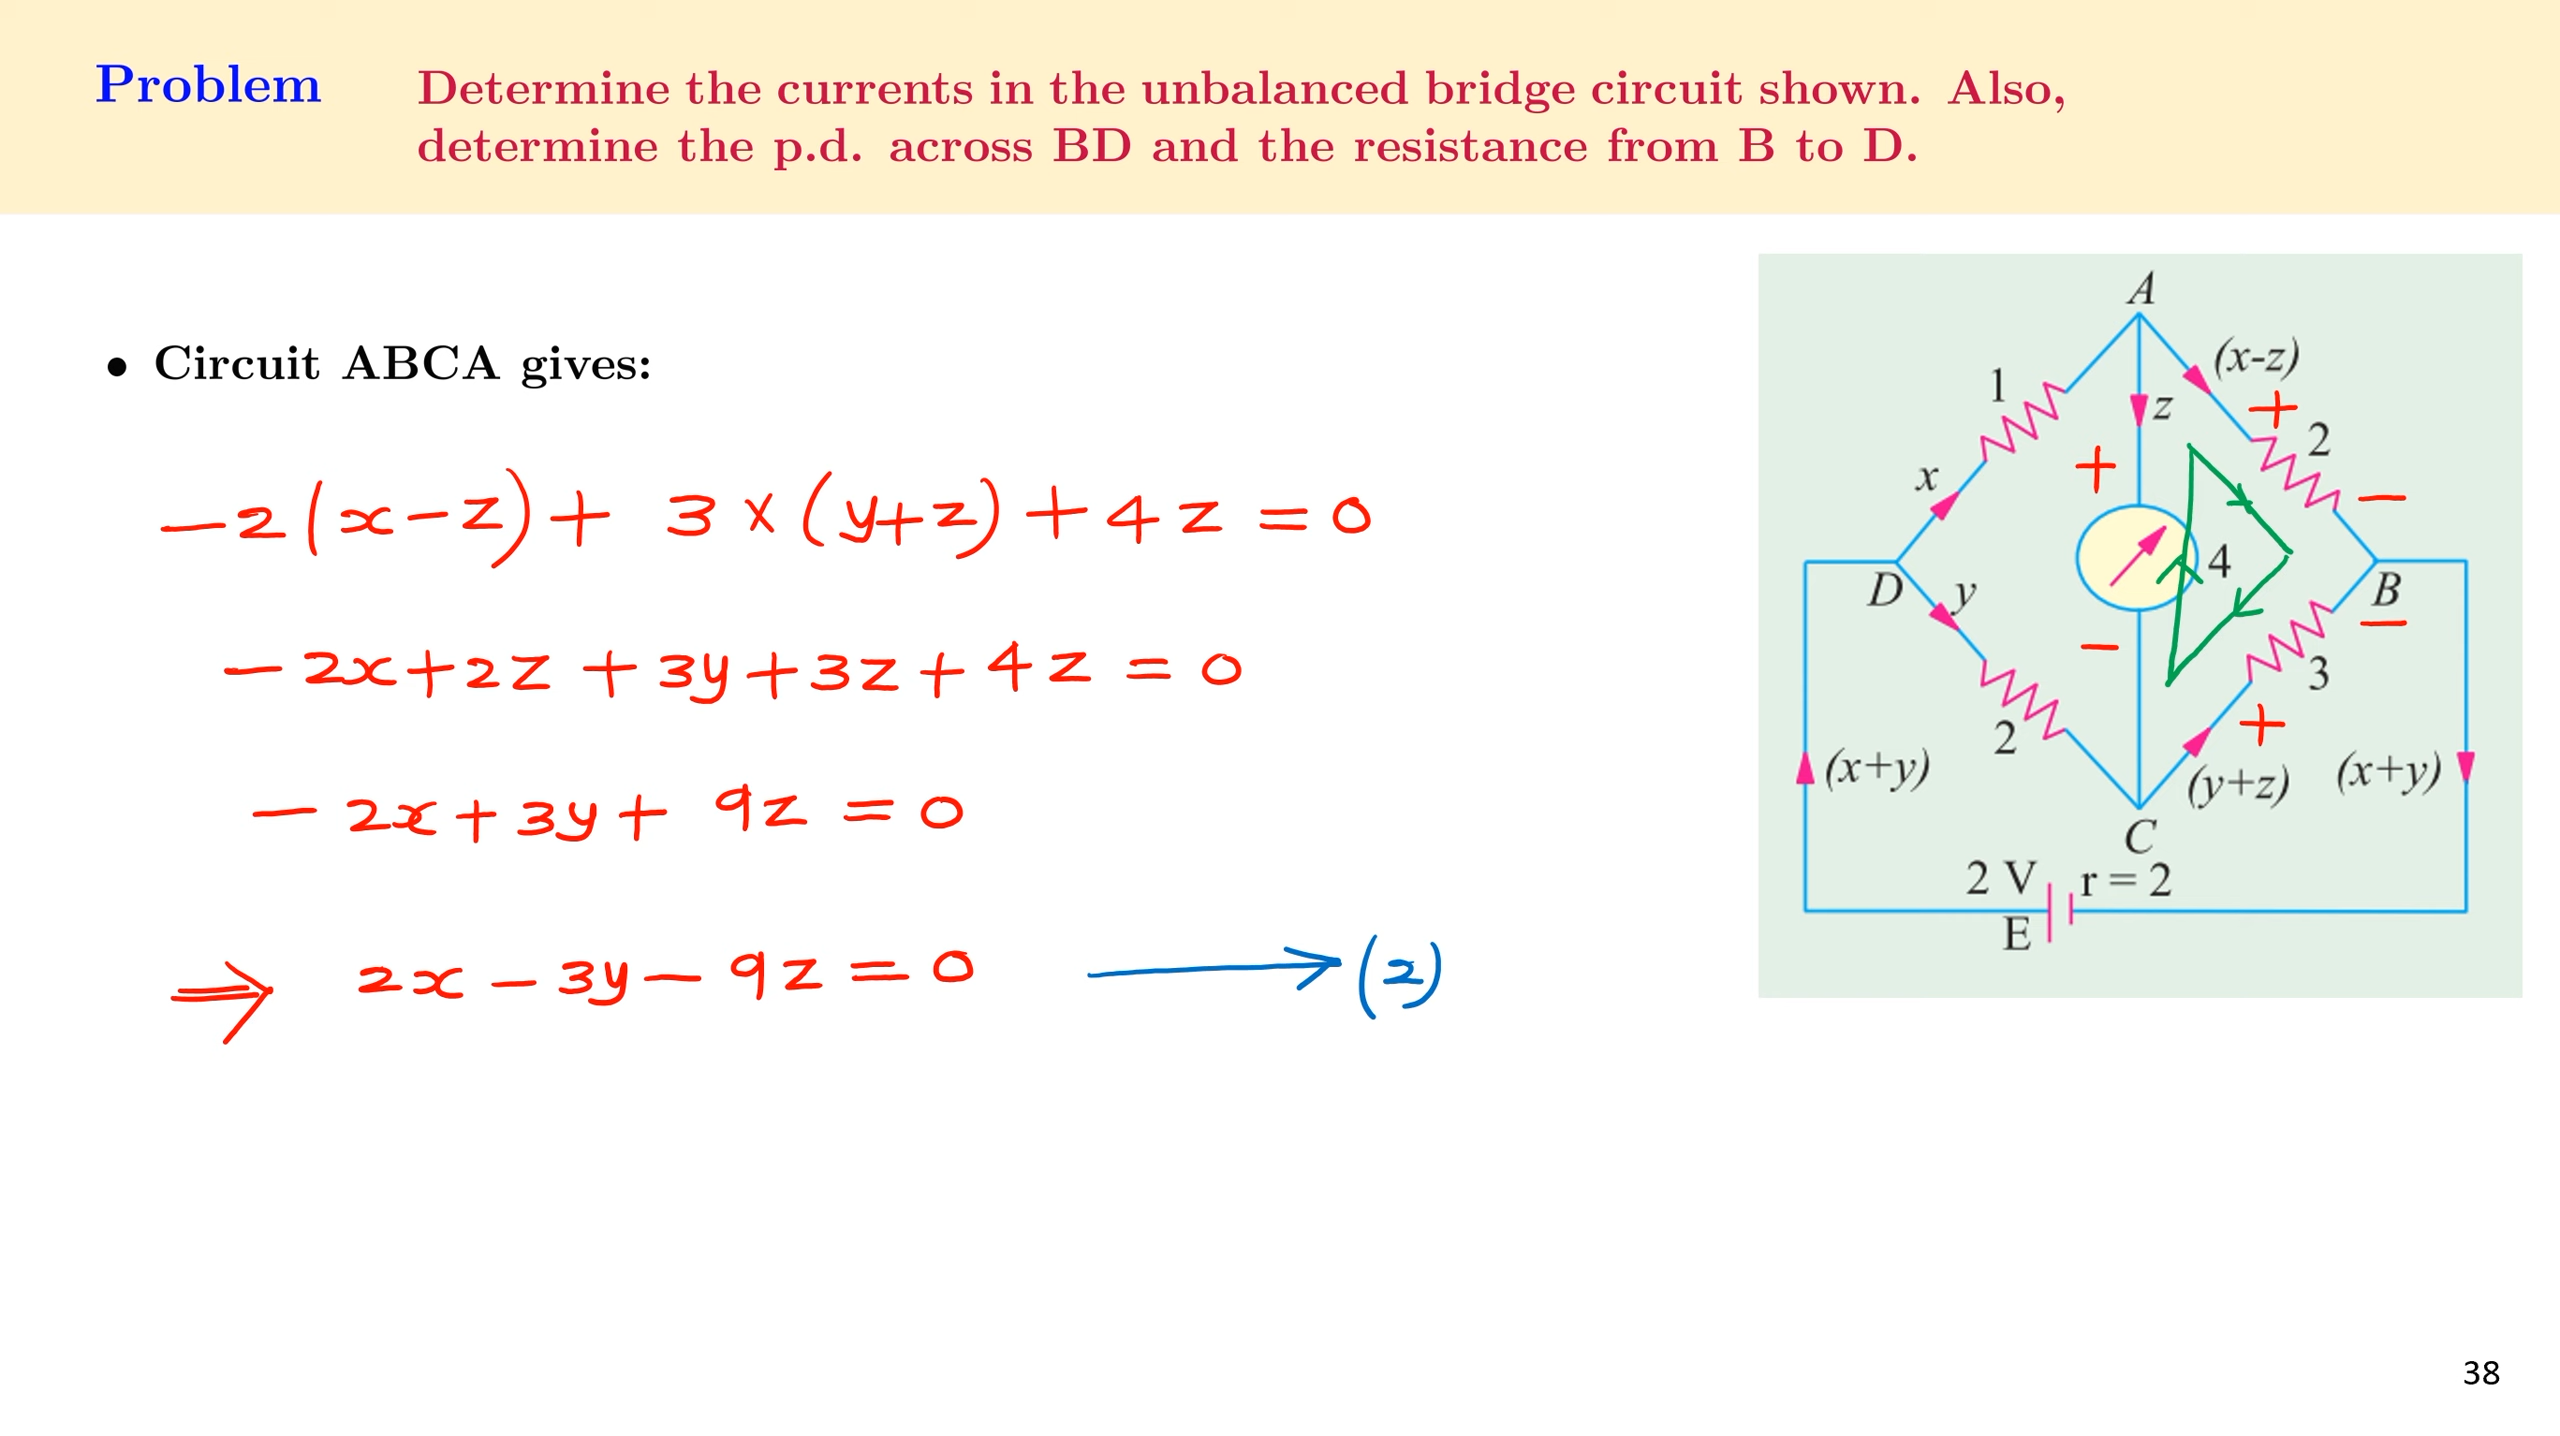 Problem
Determine the currents in the unbalanced bridge circuit shown. Also,
determine the p.d. across BD and the resistance from B to D.
• Circuit ABCA gives:
-2(x-z)+ 3×(y+z)+4z=0
-2x+2z+3y+3z+4z=0
-2x+3y+9z=0
⇒ 2x-3y-9z=0 ⟶(2)
A
(x-z)
1
z
+
2
+
x
-
4
D
y
B
-
-
3
2
+
(x+y)
(y+z)
(x+y)
C
2 V
r = 2
E
38